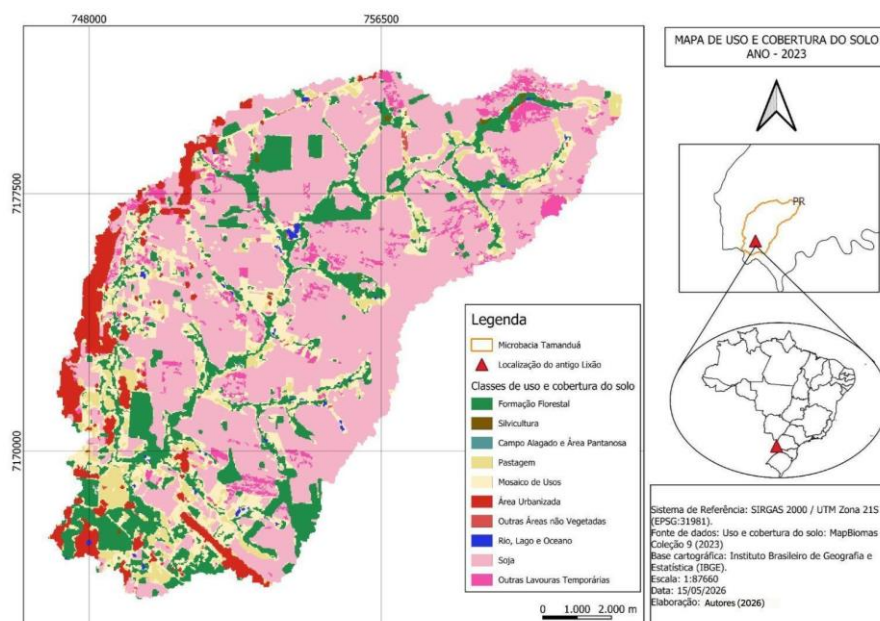 748000
756500
7177500
7170000
Legenda
Microbacia Tamanduá
Localização do antigo Lixão
Classes de uso e cobertura do solo
Formação Florestal
Silvicultura
Campo Alagado e Área Pantanosa
Pastagem
Mosaico de Usos
Área Urbanizada
Outras Áreas não Vegetadas
Rio, Lago e Oceano
Soja
Outras Lavouras Temporárias
0 1.000 2.000 m
MAPA DE USO E COBERTURA DO SOLO
ANO - 2023
PR
Sistema de Referência: SIRGAS 2000 / UTM Zona 21S
(EPSG:31981).
Fonte de dados: Uso e cobertura do solo: MapBiomas
Coleção 9 (2023)
Base cartográfica: Instituto Brasileiro de Geografia e
Estatística (IBGE).
Escala: 1:87660
Data: 15/05/2026
Elaboração: Autores (2026)